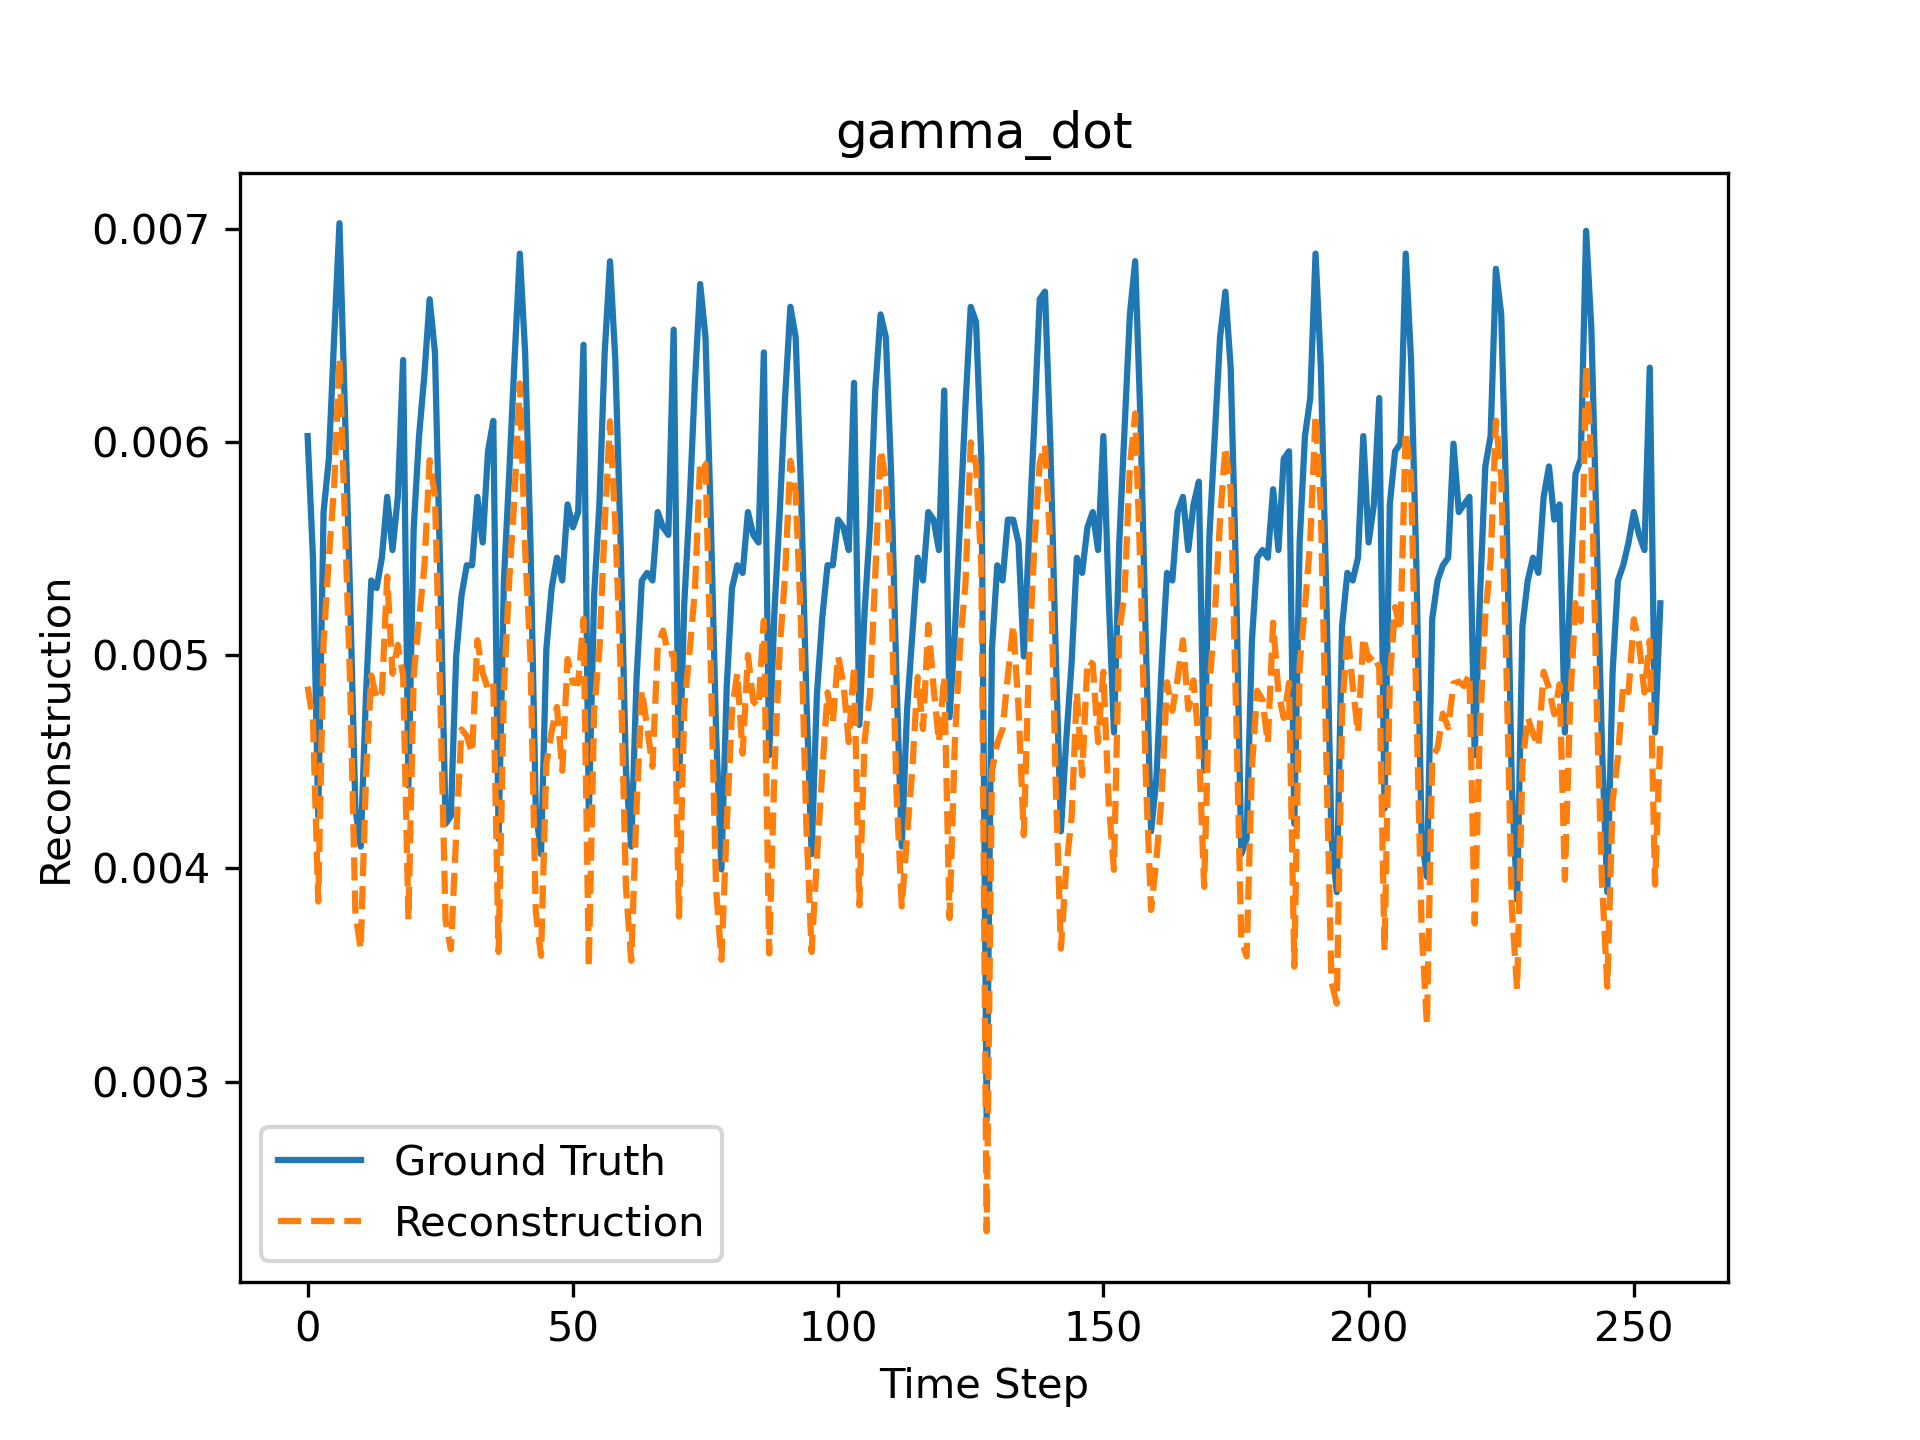 gamma_dot
0.007
0.006
0.005
0.004
0.003
Reconstruction
Ground Truth
Reconstruction
0 50 100 150 200 250
Time Step